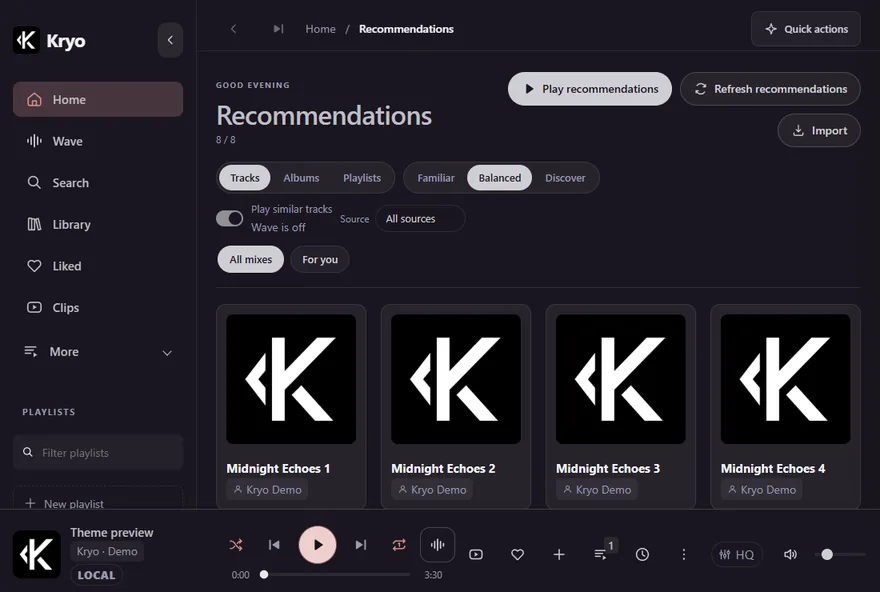 Kryo
Home / Recommendations
Quick actions
Home
Wave
Search
Library
Liked
Clips
More
PLAYLISTS
Filter playlists
New playlist
GOOD EVENING
Recommendations
8 / 8
Play recommendations
Refresh recommendations
Import
Tracks Albums Playlists
Familiar Balanced Discover
Play similar tracks
Wave is off
Source
All sources
All mixes
For you
Midnight Echoes 1
Kryo Demo
Midnight Echoes 2
Kryo Demo
Midnight Echoes 3
Kryo Demo
Midnight Echoes 4
Kryo Demo
Theme preview
Kryo · Demo
LOCAL
0:00
3:30
1
HQ